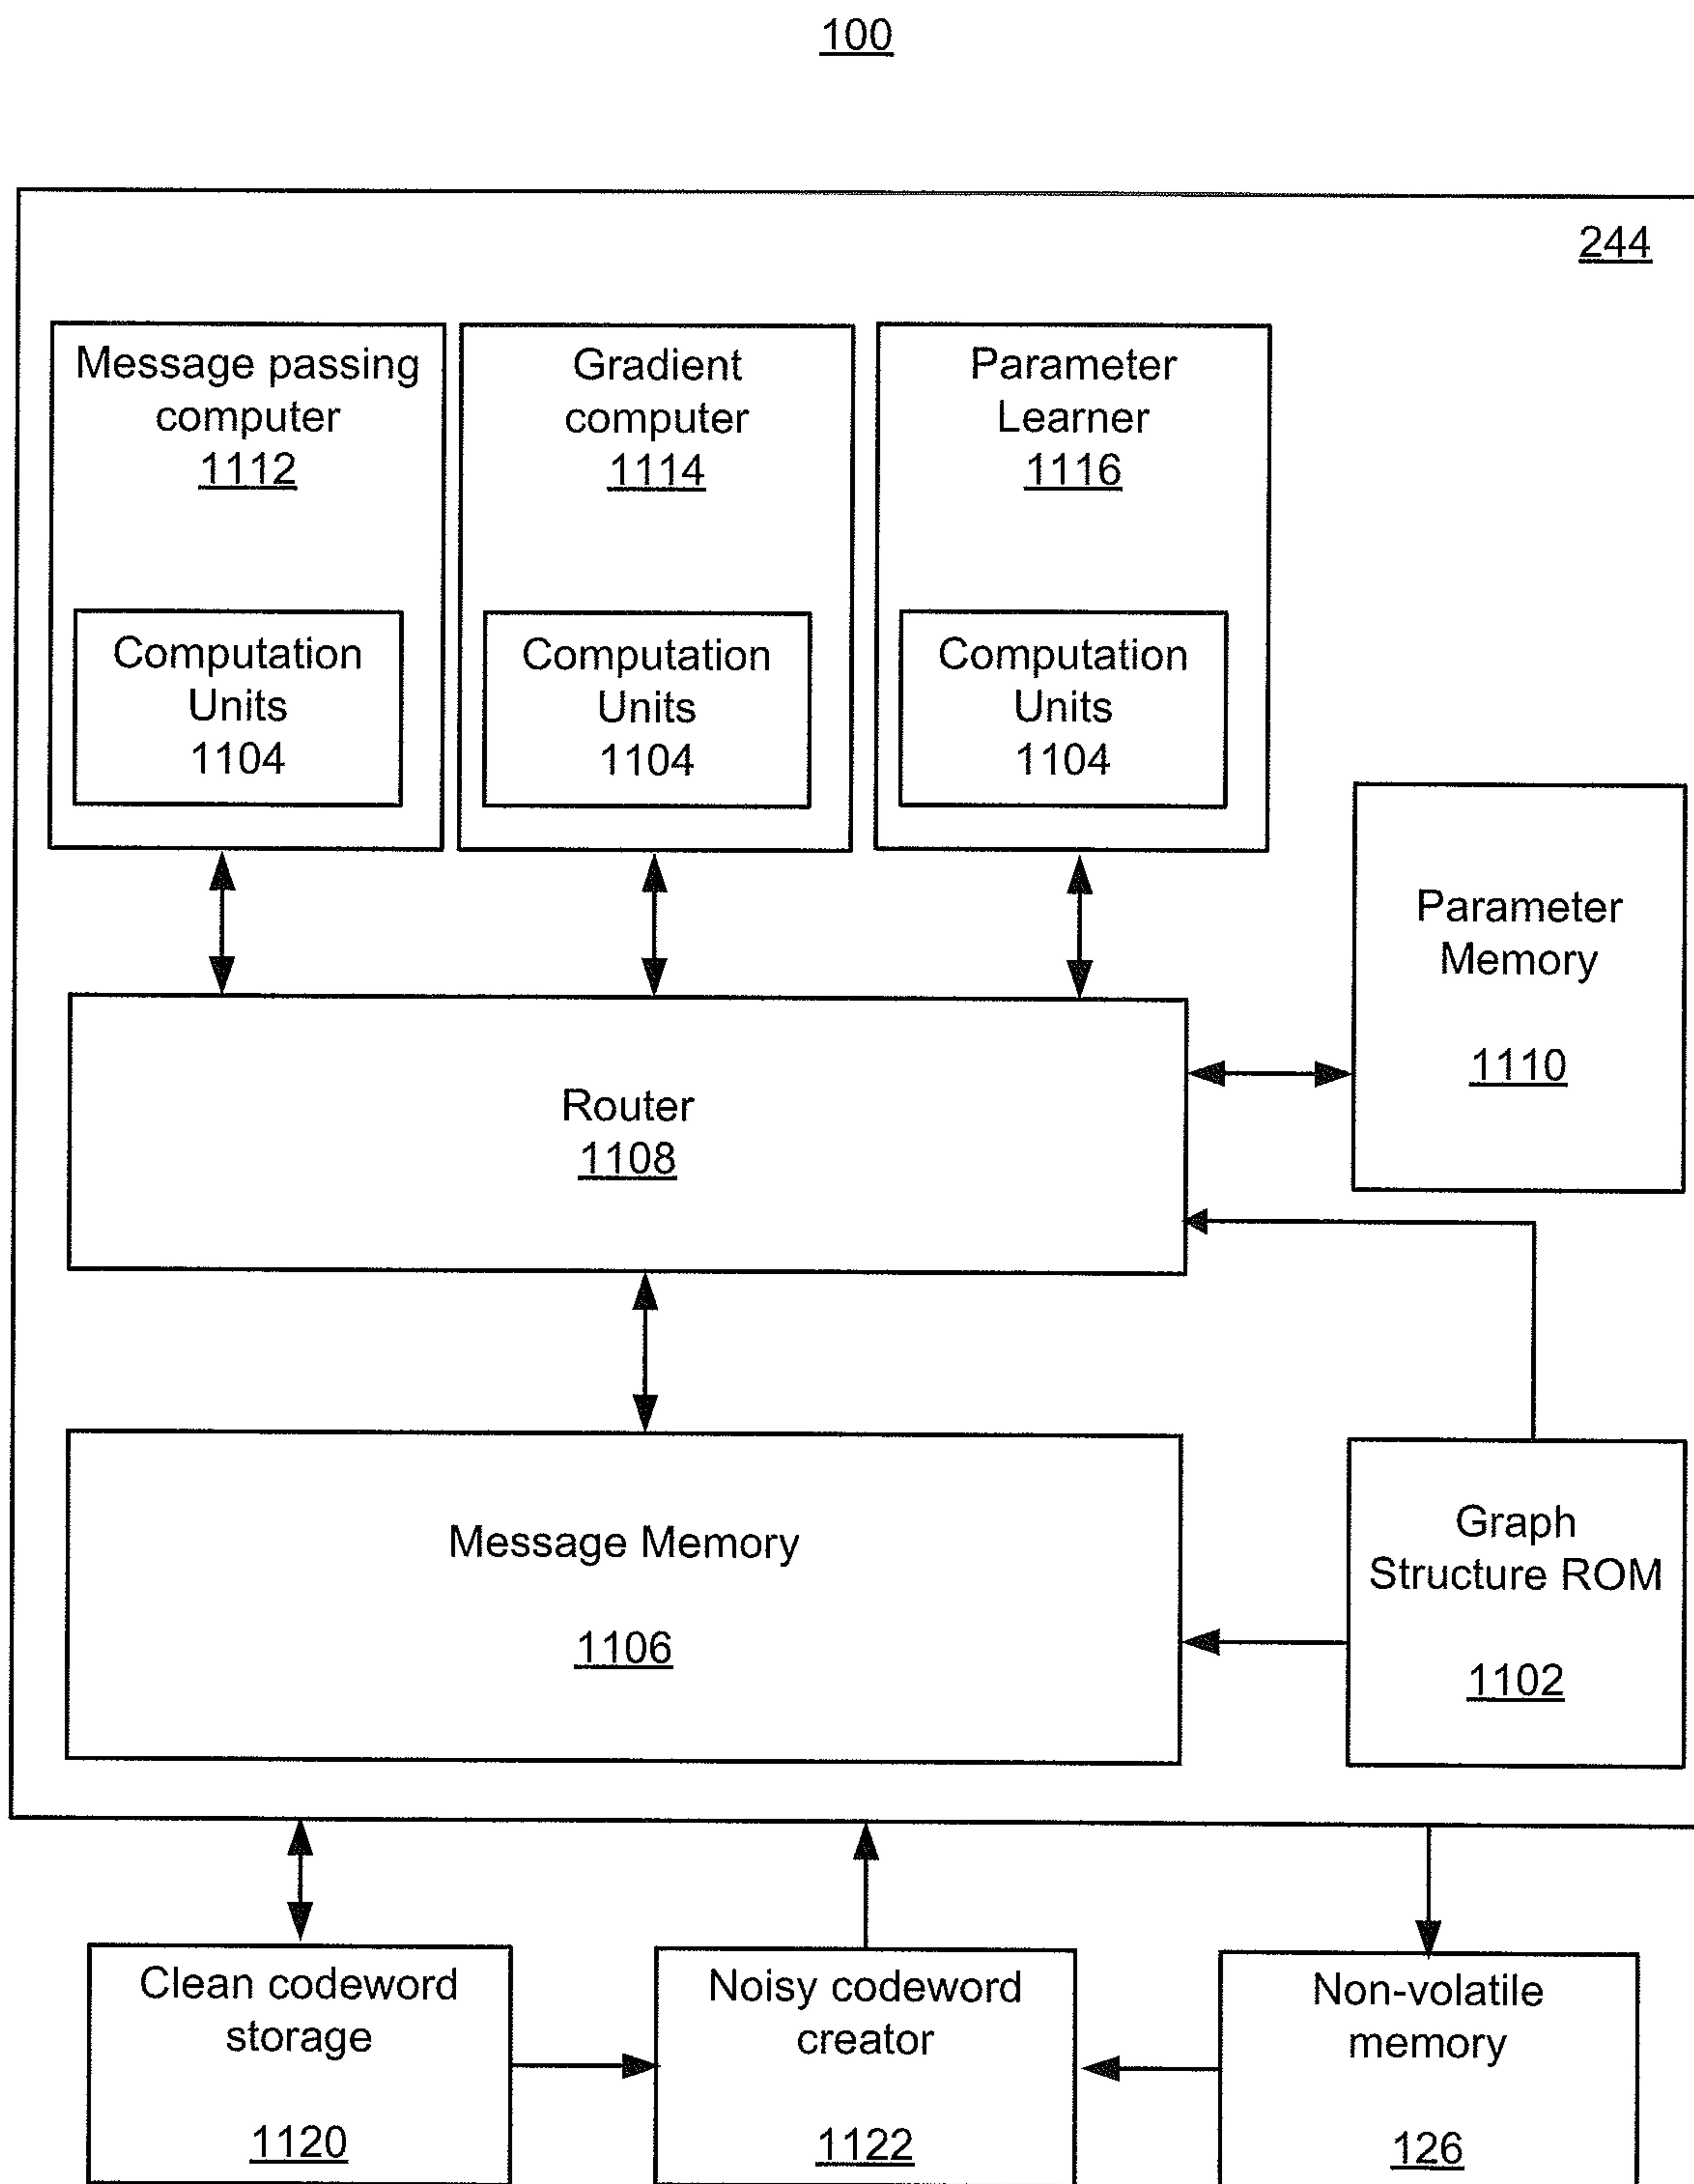 100
244
Message passing
computer
1112
Computation
Units
1104
Gradient
computer
1114
Computation
Units
1104
Parameter
Learner
1116
Computation
Units
1104
Parameter
Memory
1110
Router
1108
Message Memory
1106
Graph
Structure ROM
1102
Clean codeword
storage
1120
Noisy codeword
creator
1122
Non-volatile
memory
126